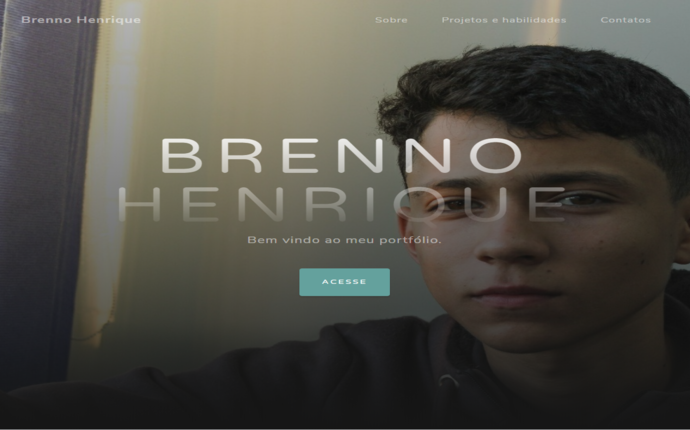 Brenno Henrique
Sobre
Projetos e habilidades
Contatos
BRENNO
HENRIQUE
Bem vindo ao meu portfólio.
ACESSE